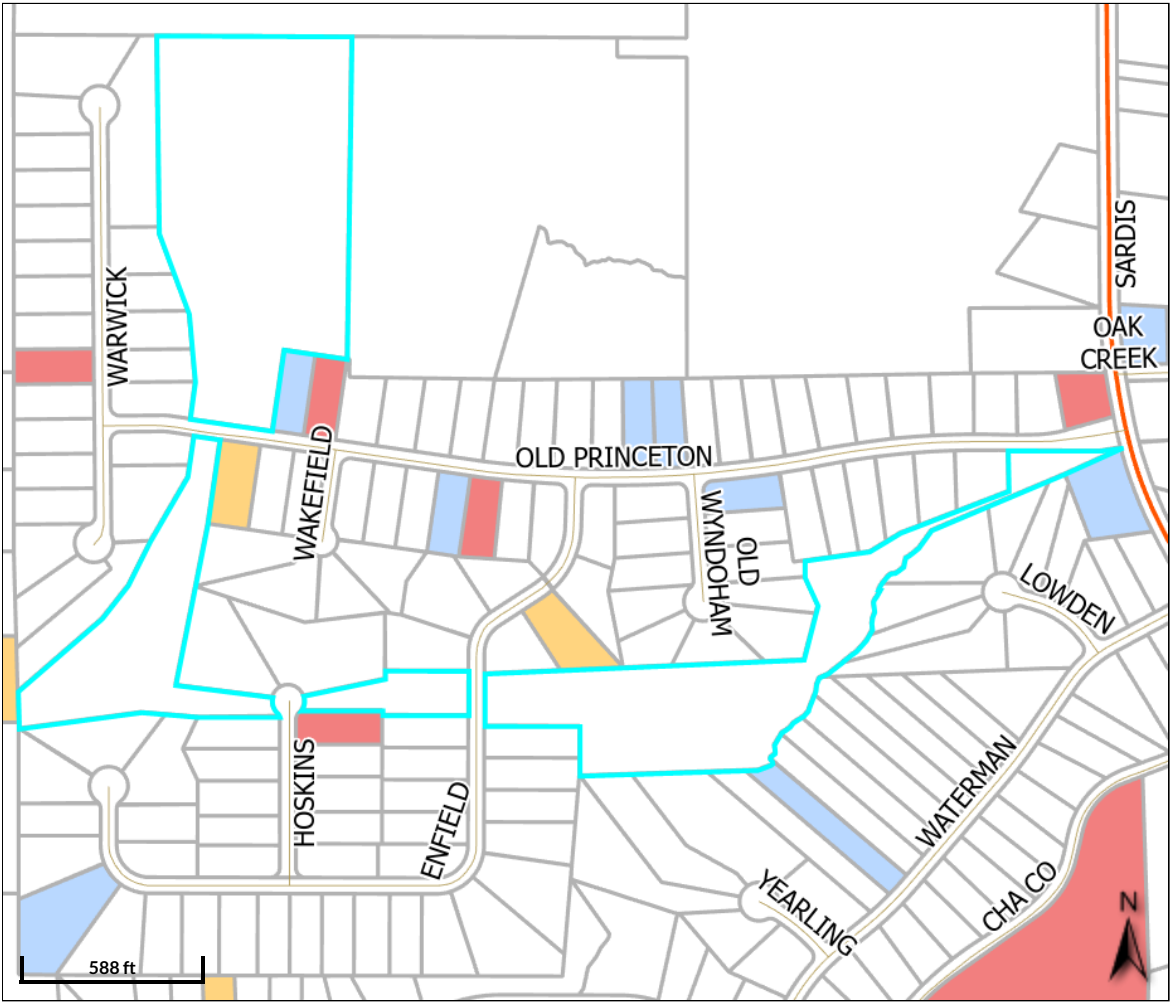 SARDIS
WARWICK
OAK
CREEK
WAKEFIELD
OLD PRINCETON
OLD
WYNDOHAM
LOWDEN
HOSKINS
ENFIELD
WATERMAN
YEARLING
CHA CO
N
588 ft